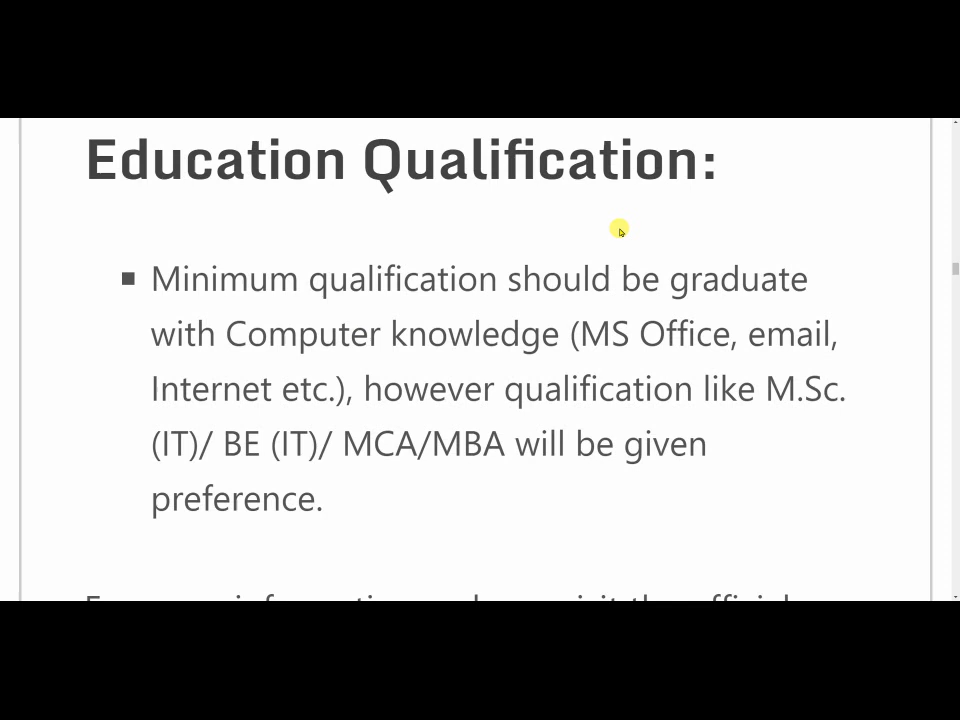 Education Qualification:
Minimum qualification should be graduate
with Computer knowledge (MS Office, email,
Internet etc.), however qualification like M.Sc.
(IT)/ BE (IT)/ MCA/MBA will be given
preference.